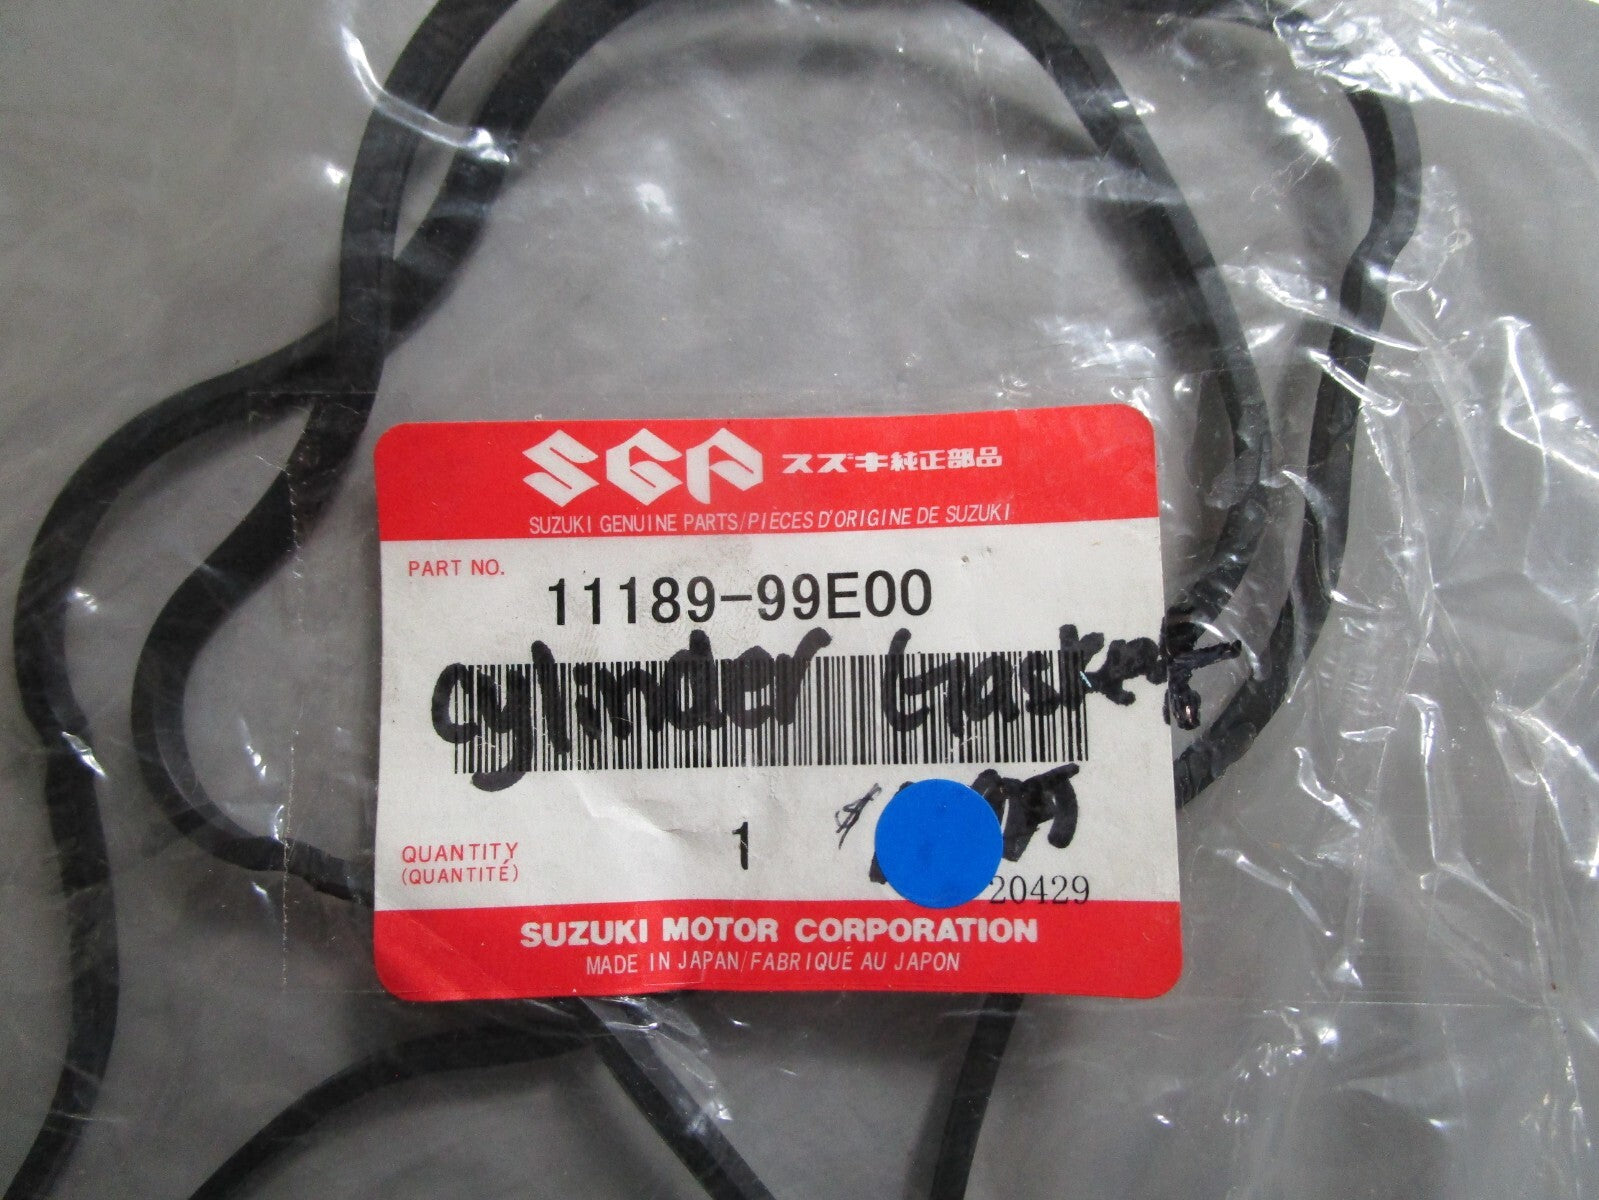 SGP スズキ純正部品
SUZUKI GENUINE PARTS/PIÈCES D'ORIGINE DE SUZUKI
PART NO. 11189-99E00
cylinder Gasket
QUANTITY
(QUANTITÉ)
1 $
20429
SUZUKI MOTOR CORPORATION
MADE IN JAPAN/FABRIQUÉ AU JAPON